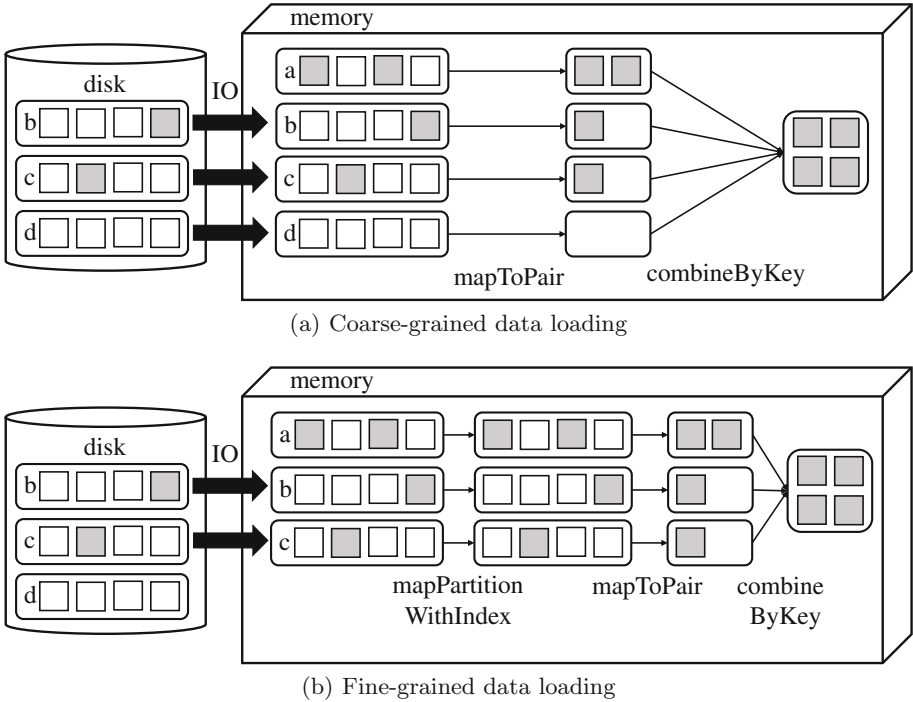 memory
disk
IO
a
b
b
c
c
d
d
mapToPair
combineByKey
(a) Coarse-grained data loading
memory
disk
IO
a
b
b
c
c
d
mapPartition
WithIndex
mapToPair
combine
ByKey
(b) Fine-grained data loading